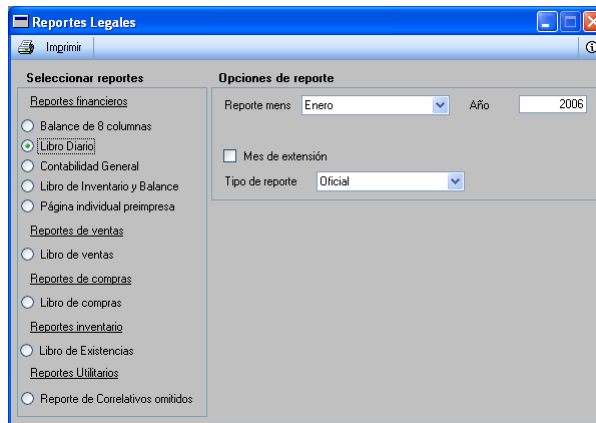 Reportes Legales
Imprimir
Seleccionar reportes
Reportes financieros
Balance de 8 columnas
Libro Diario
Contabilidad General
Libro de Inventario y Balance
Página individual preimpresa
Reportes de ventas
Libro de ventas
Reportes de compras
Libro de compras
Reportes inventario
Libro de Existencias
Reportes Utilitarios
Reporte de Correlativos omitidos
Opciones de reporte
Reporte mens Enero Año 2006
Mes de extensión
Tipo de reporte Oficial